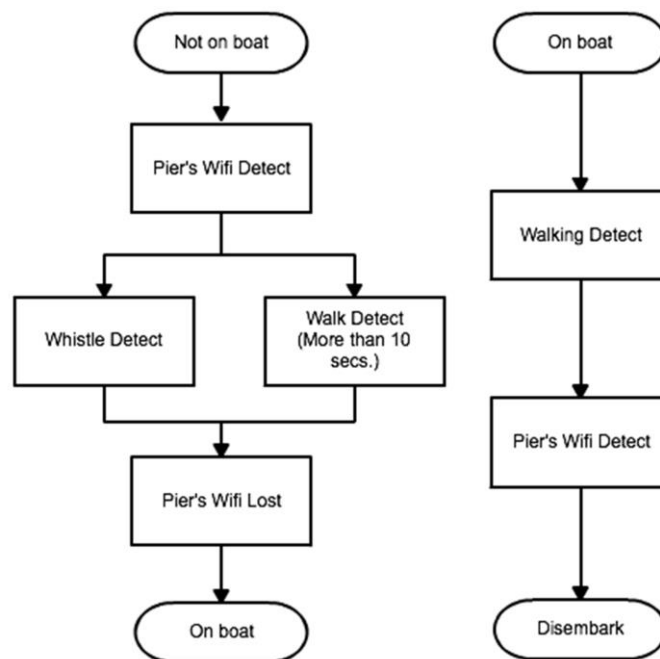 Not on boat
Pier's Wifi Detect
Whistle Detect
Walk Detect
(More than 10
secs.)
Pier's Wifi Lost
On boat
On boat
Walking Detect
Pier's Wifi Detect
Disembark